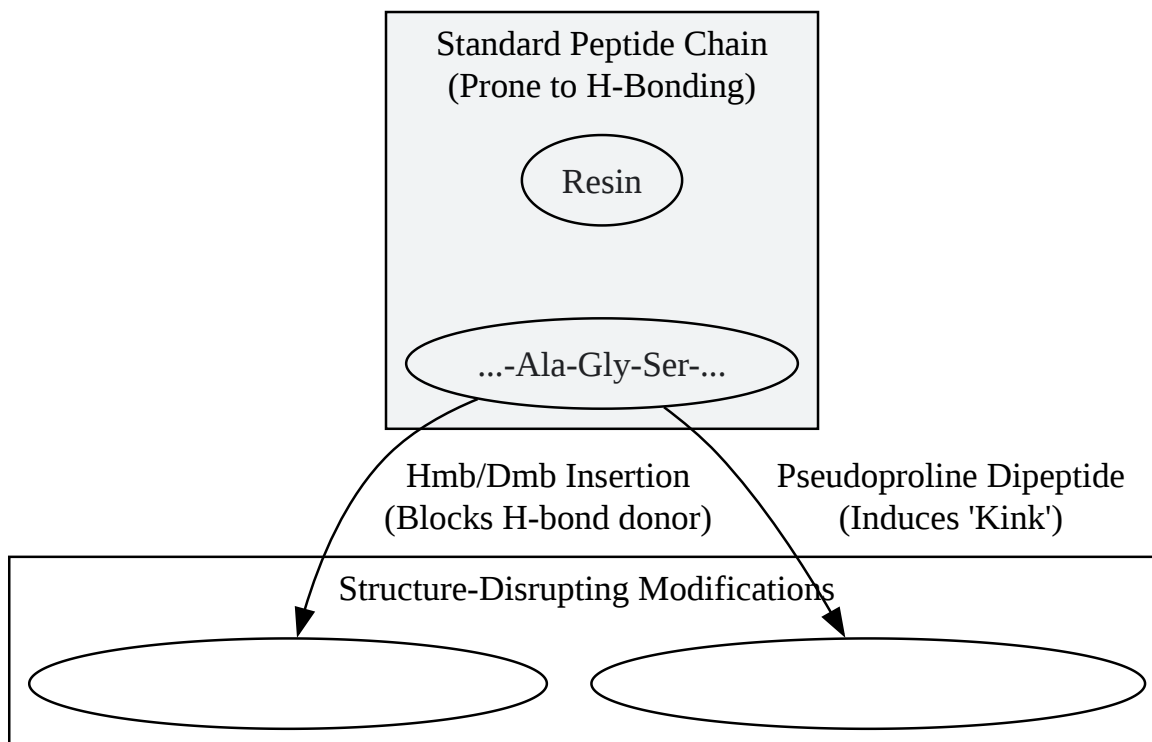 Standard Peptide Chain
(Prone to H-Bonding)
Resin
...-Ala-Gly-Ser-...
Hmb/Dmb Insertion
(Blocks H-bond donor)
Pseudoproline Dipeptide
(Induces 'Kink')
Structure-Disrupting Modifications